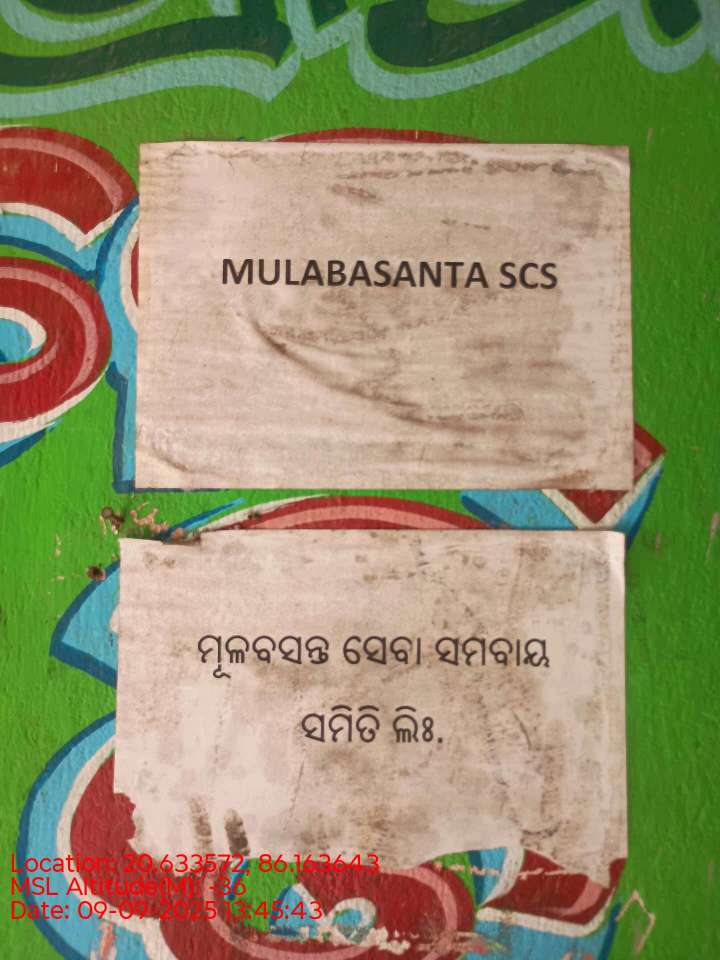 MULABASANTA SCS
ମୂଳବସନ୍ତ ସେବା ସମବାୟ
ସମିତି ଲିଃ.
Location: 20.633572, 86.163643
MSL Altitude(M): -36
Date: 09-09-2025 13:45:43